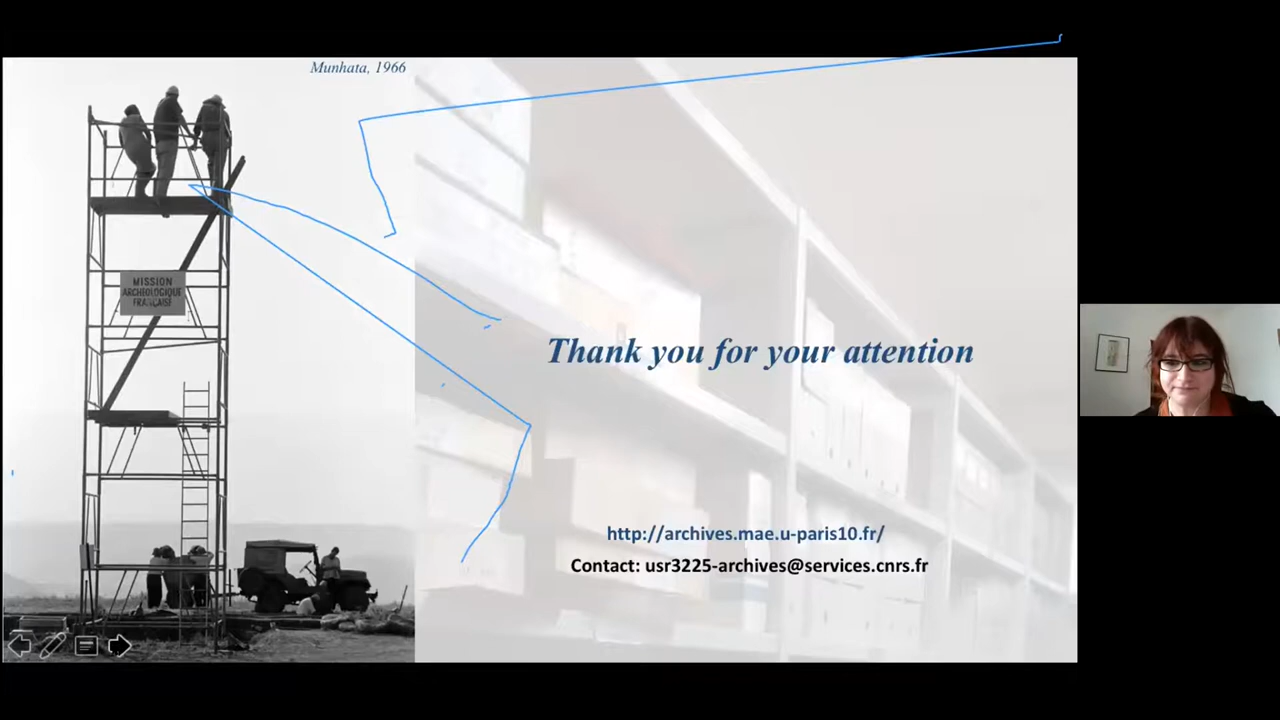 Munhata, 1966
MISSION
ARCHEOLOGIQUE
FRANÇAISE
Thank you for your attention
http://archives.mae.u-paris10.fr/
Contact: usr3225-archives@services.cnrs.fr